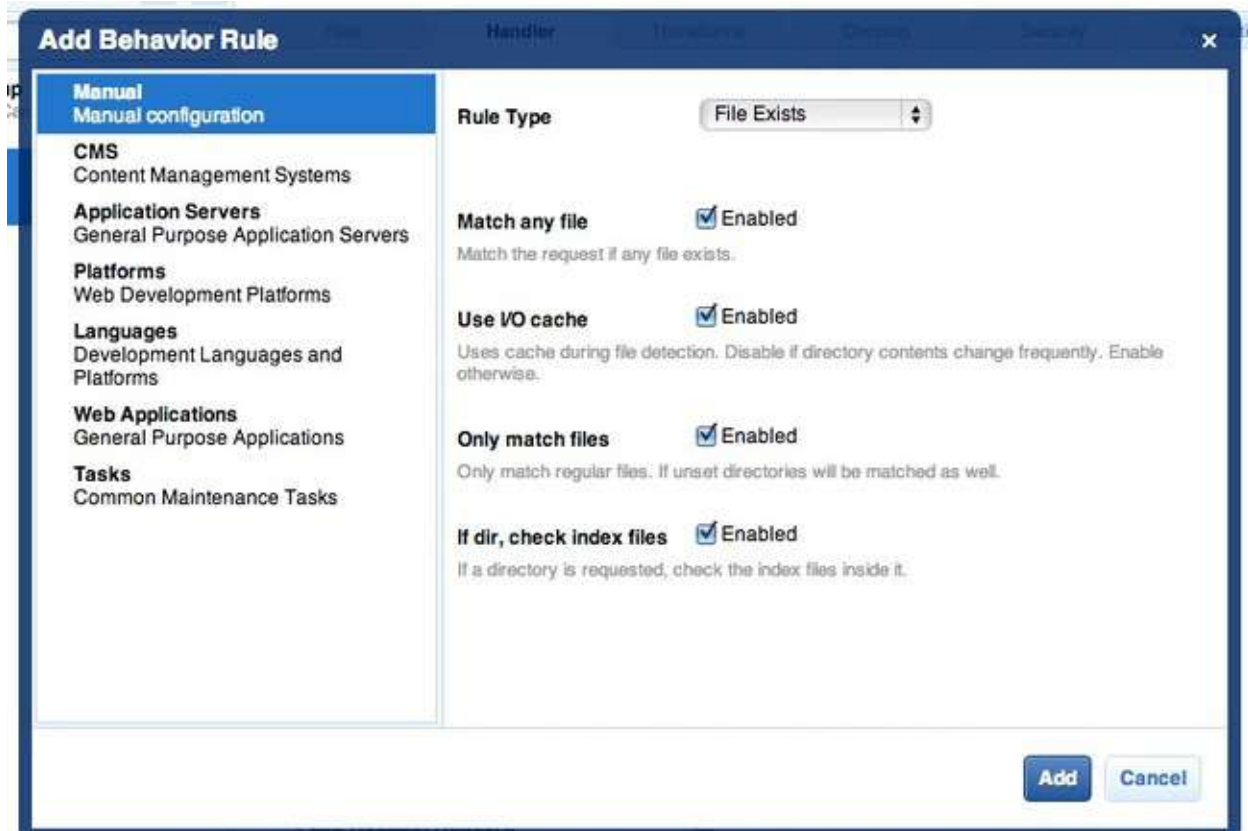 Add Behavior Rule
Handler
Manual
Manual configuration
CMS
Content Management Systems
Application Servers
General Purpose Application Servers
Platforms
Web Development Platforms
Languages
Development Languages and
Platforms
Web Applications
General Purpose Applications
Tasks
Common Maintenance Tasks
Rule Type File Exists
Match any file Enabled
Match the request if any file exists.
Use I/O cache Enabled
Uses cache during file detection. Disable if directory contents change frequently. Enable
otherwise.
Only match files Enabled
Only match regular files. If unset directories will be matched as well.
If dir, check index files Enabled
If a directory is requested, check the index files inside it.
Add Cancel